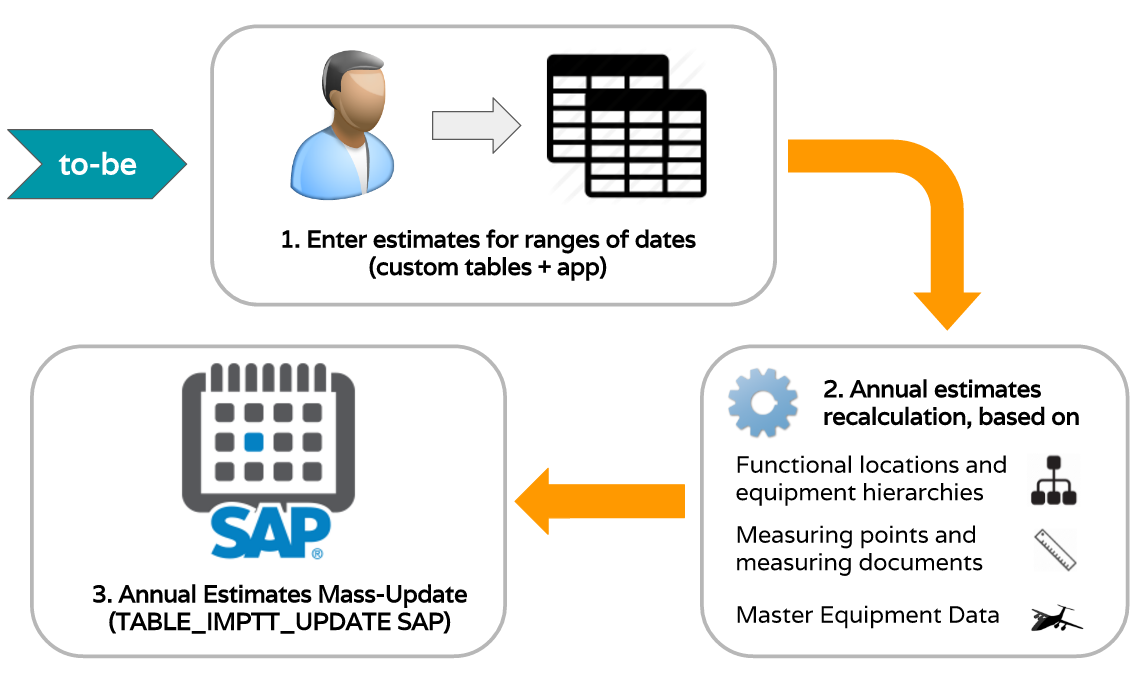 to-be
1. Enter estimates for ranges of dates
(custom tables + app)
2. Annual estimates
recalculation, based on
Functional locations and
equipment hierarchies
Measuring points and
measuring documents
Master Equipment Data
SAP®
3. Annual Estimates Mass-Update
(TABLE_IMPTT_UPDATE SAP)